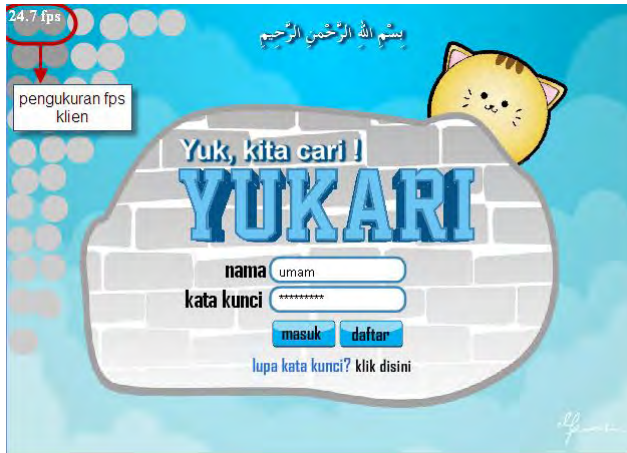 24.7 fps
بِسْمِ اللهِ الرَّحْمنِ الرَّحِيمِ
pengukuran fps
klien
Yuk, kita cari !
YUKARI
nama umam
kata kunci *********
masuk daftar
lupa kata kunci? klik disini